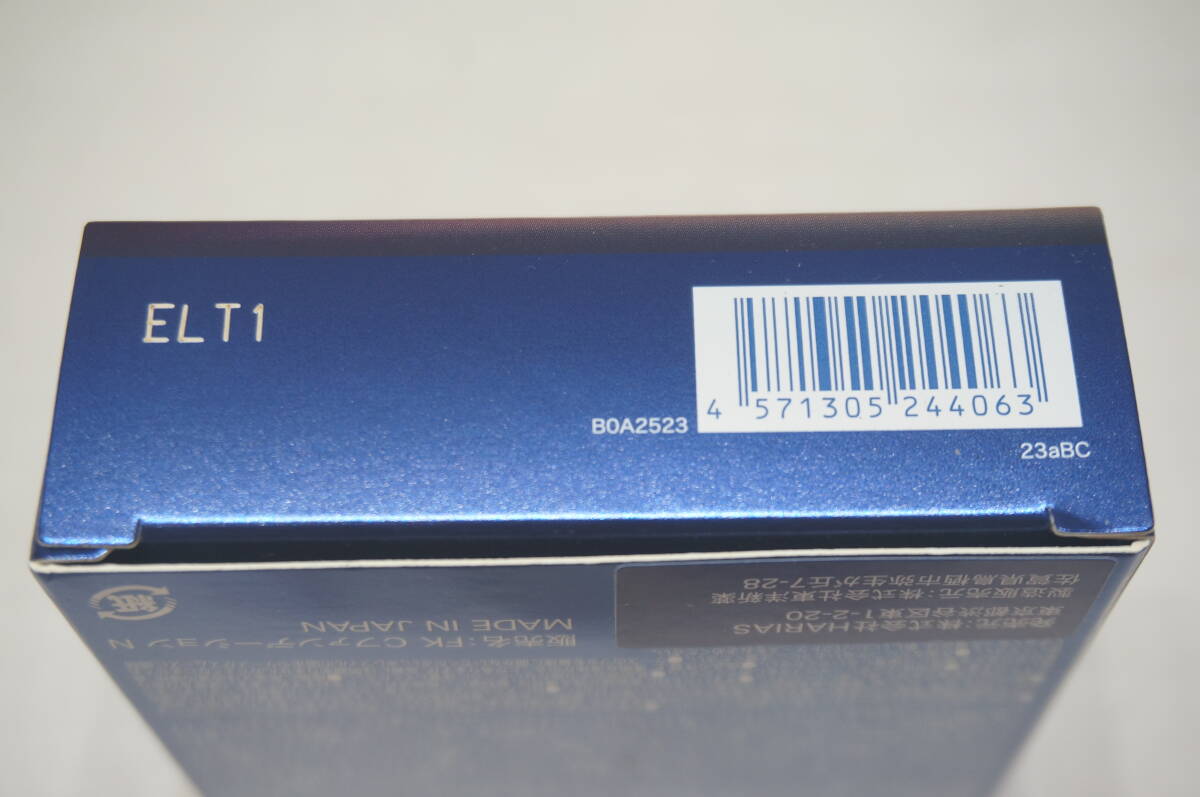 ELT1
4 571305 244063
B0A2523
23aBC
発売元：株式会社HARIAS
東京都渋谷区東1-2-20
製造販売元：株式会社東洋新薬
佐賀県鳥栖市弥生が丘7-28
販売名：FK Cファンデーション N
MADE IN JAPAN
紙